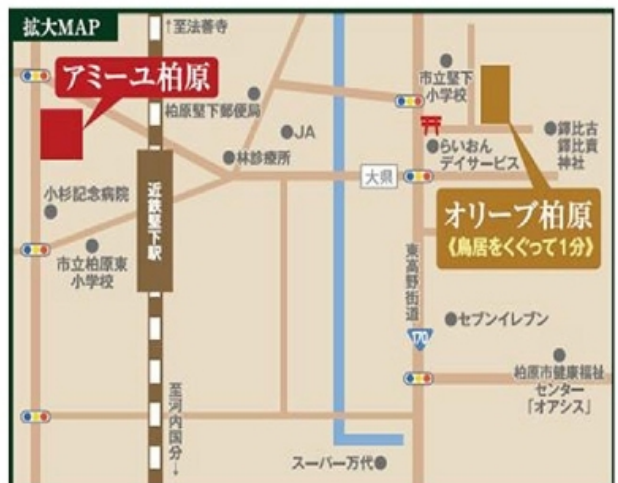 拡大MAP
↑至法善寺
アミーユ柏原
柏原堅下郵便局
JA
林診療所
小杉記念病院
市立柏原東
小学校
近鉄堅下駅
至河内国分→
市立堅下
小学校
らいおん
デイサービス
鐸比古
鐸比賣
神社
大県
オリーブ柏原
《鳥居をくぐって1分》
東高野街道
170
セブンイレブン
柏原市健康福祉
センター
「オアシス」
スーパー万代